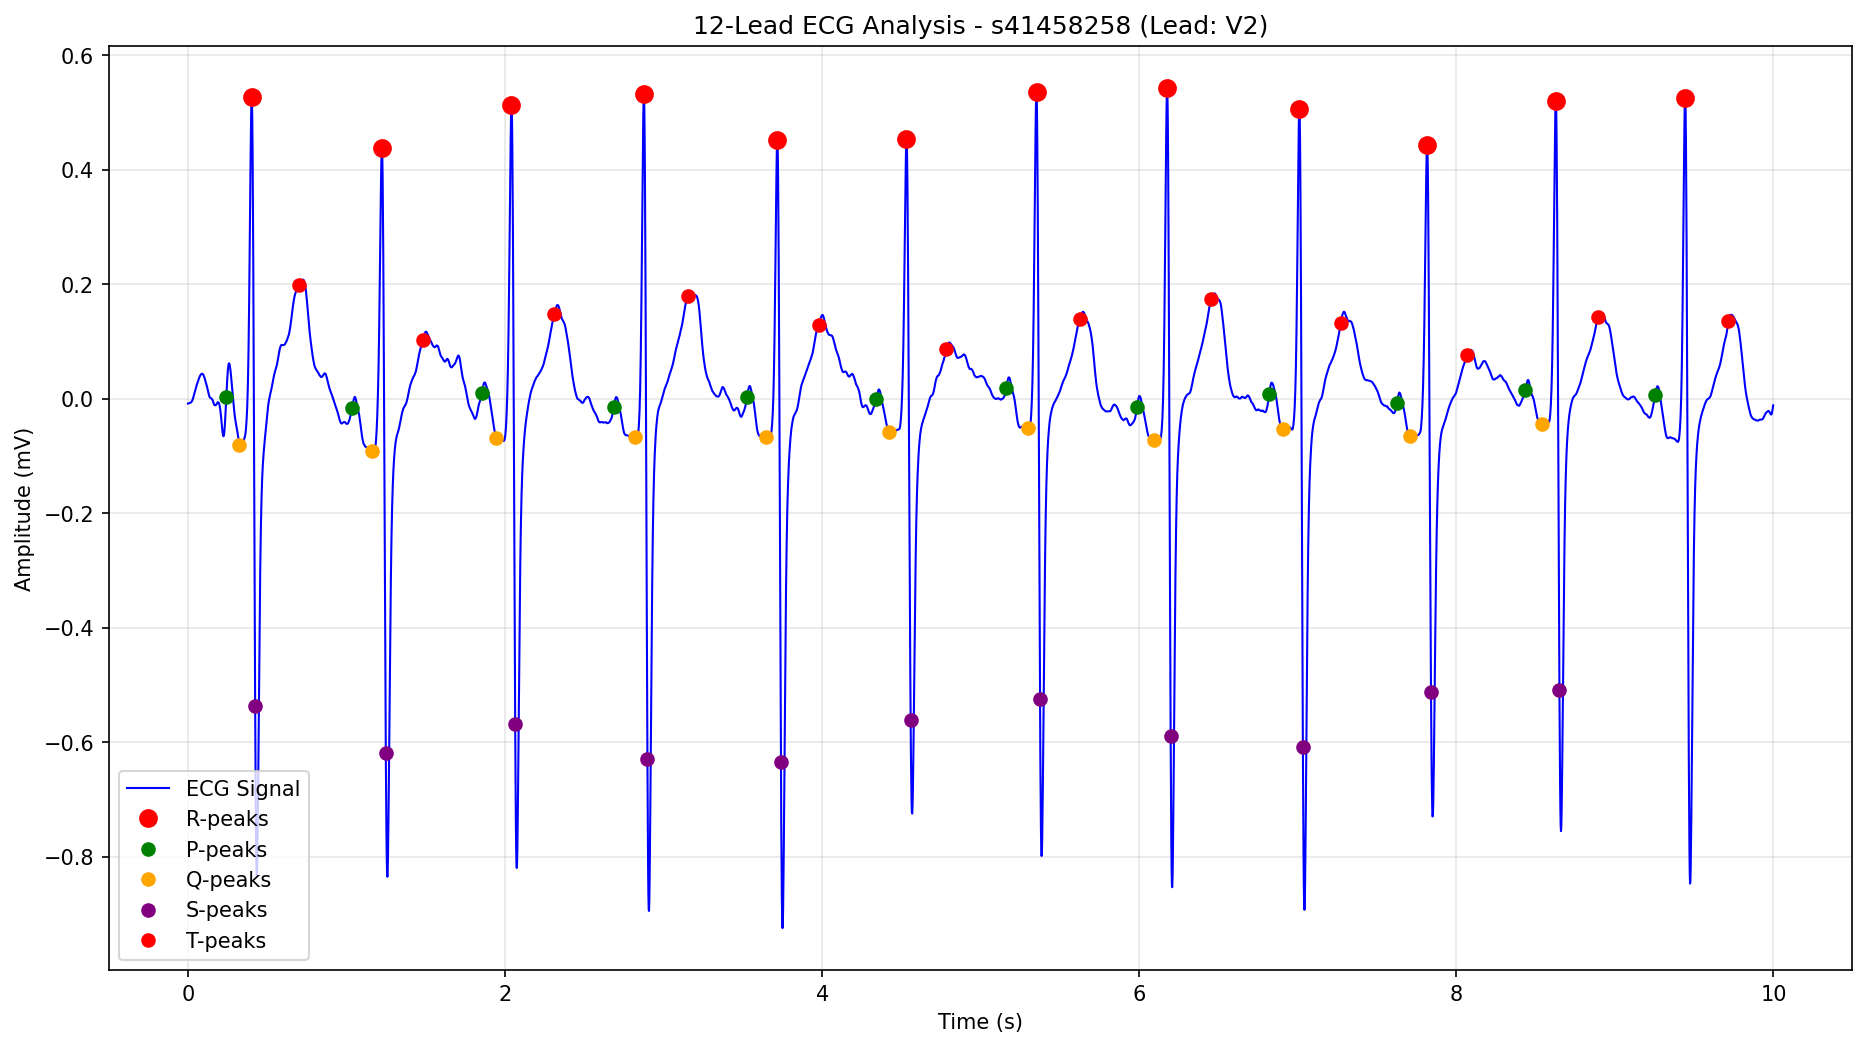 12-Lead ECG Analysis - s41458258 (Lead: V2)
0.6
0.4
0.2
0.0
−0.2
−0.4
−0.6
−0.8
Amplitude (mV)
ECG Signal
R-peaks
P-peaks
Q-peaks
S-peaks
T-peaks
0 2 4 6 8 10
Time (s)